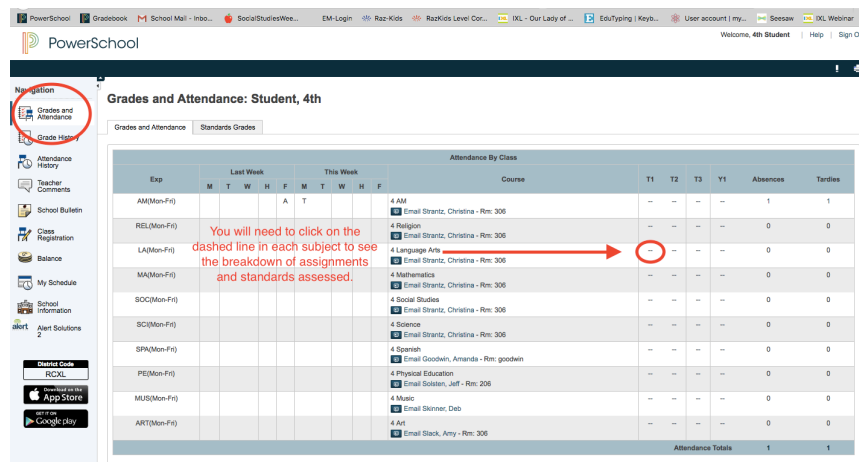 PowerSchool Gradebook School Mail - Inbo... SocialStudiesWee... EM-Login Raz-Kids RazKids Level Cor... IXL - Our Lady of ... EduTyping | Keyb... User account | my... Seesaw IXL Webinar
Welcome, 4th Student | Help | Sign O
PowerSchool
Navigation
Grades and Attendance
Grade History
Attendance History
Teacher Comments
School Bulletin
Class Registration
Balance
My Schedule
School Information
alert Alert Solutions 2
District Code
RCXL
Download on the
App Store
GET IT ON
Google play
Grades and Attendance: Student, 4th
Grades and Attendance Standards Grades
Attendance By Class
Exp Last Week This Week Course T1 T2 T3 Y1 Absences Tardies
M T W H F M T W H F
AM(Mon-Fri) A T 4 AM -- -- -- -- 1 1
Email Strantz, Christina - Rm: 306
REL(Mon-Fri) 4 Religion -- -- -- -- 0 0
Email Strantz, Christina - Rm: 306
LA(Mon-Fri) 4 Language Arts -- -- -- -- 0 0
Email Strantz, Christina - Rm: 306
MA(Mon-Fri) 4 Mathematics -- -- -- -- 0 0
Email Strantz, Christina - Rm: 306
SOC(Mon-Fri) 4 Social Studies -- -- -- -- 0 0
Email Strantz, Christina - Rm: 306
SCI(Mon-Fri) 4 Science -- -- -- -- 0 0
Email Strantz, Christina - Rm: 306
SPA(Mon-Fri) 4 Spanish -- -- -- -- 0 0
Email Goodwin, Amanda - Rm: goodwin
PE(Mon-Fri) 4 Physical Education -- -- -- -- 0 0
Email Solsten, Jeff - Rm: 206
MUS(Mon-Fri) 4 Music -- -- -- -- 0 0
Email Skinner, Deb
ART(Mon-Fri) 4 Art -- -- -- -- 0 0
Email Slack, Amy - Rm: 306
Attendance Totals 1 1
You will need to click on the
dashed line in each subject to see
the breakdown of assignments
and standards assessed.